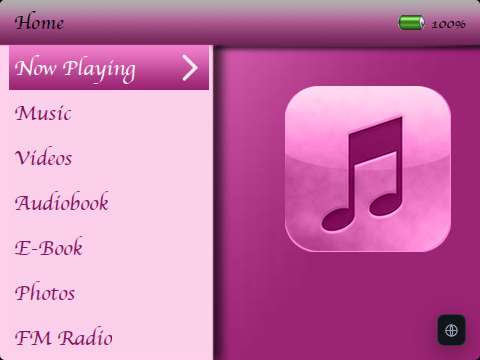 Home
100%
Now Playing
Music
Videos
Audiobook
E-Book
Photos
FM Radio